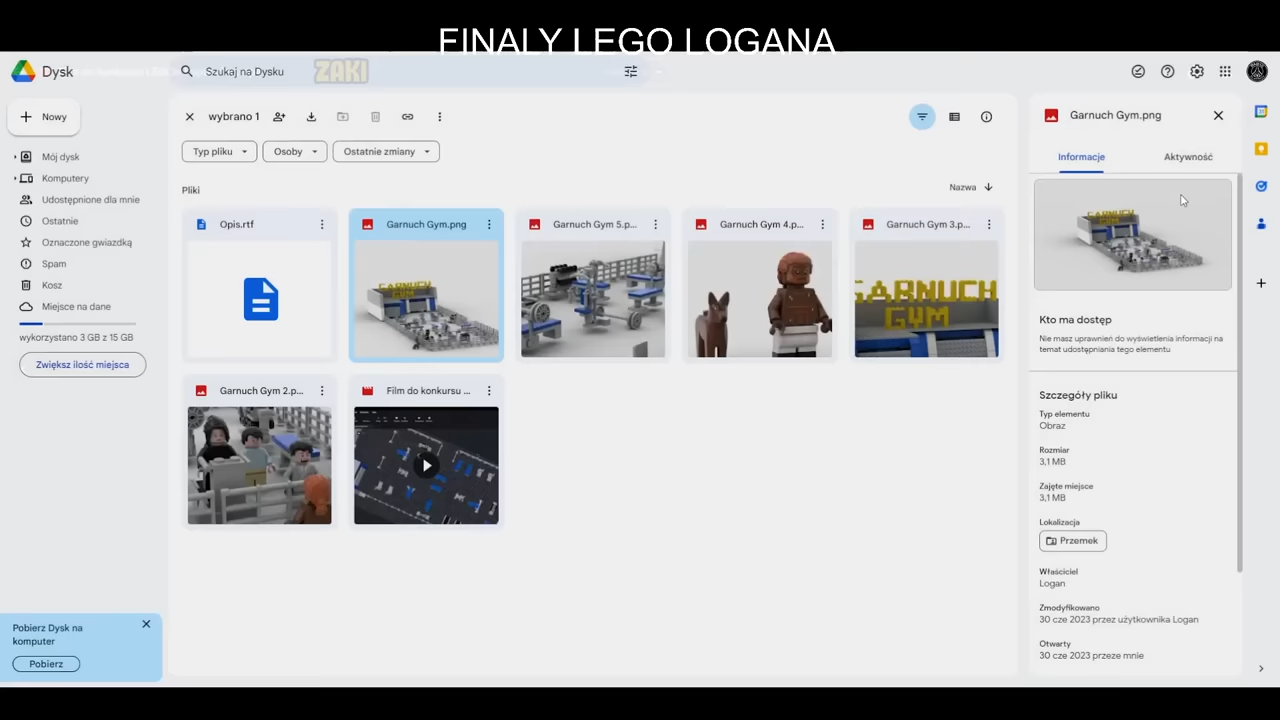 FINALY LEGO LOGANA
Dysk
Szukaj na Dysku
ZAKI
Nowy
wybrano 1
Garnuch Gym.png
Typ pliku
Osoby
Ostatnie zmiany
Informacje
Aktywność
Mój dysk
Komputery
Udostępnione dla mnie
Ostatnie
Oznaczone gwiazdką
Spam
Kosz
Miejsce na dane
wykorzystano 3 GB z 15 GB
Zwiększ ilość miejsca
Pliki
Nazwa
Opis.rtf
Garnuch Gym.png
Garnuch Gym 5.p...
Garnuch Gym 4.p...
Garnuch Gym 3.p...
GARNUCH
GYM
Garnuch Gym 2.p...
Film do konkursu ...
Kto ma dostęp
Nie masz uprawnień do wyświetlenia informacji na
temat udostępniania tego elementu
Szczegóły pliku
Typ elementu
Obraz
Rozmiar
3,1 MB
Zajęte miejsce
3,1 MB
Lokalizacja
Przemek
Właściciel
Logan
Zmodyfikowano
30 cze 2023 przez użytkownika Logan
Otwarty
30 cze 2023 przeze mnie
Pobierz Dysk na
komputer
Pobierz